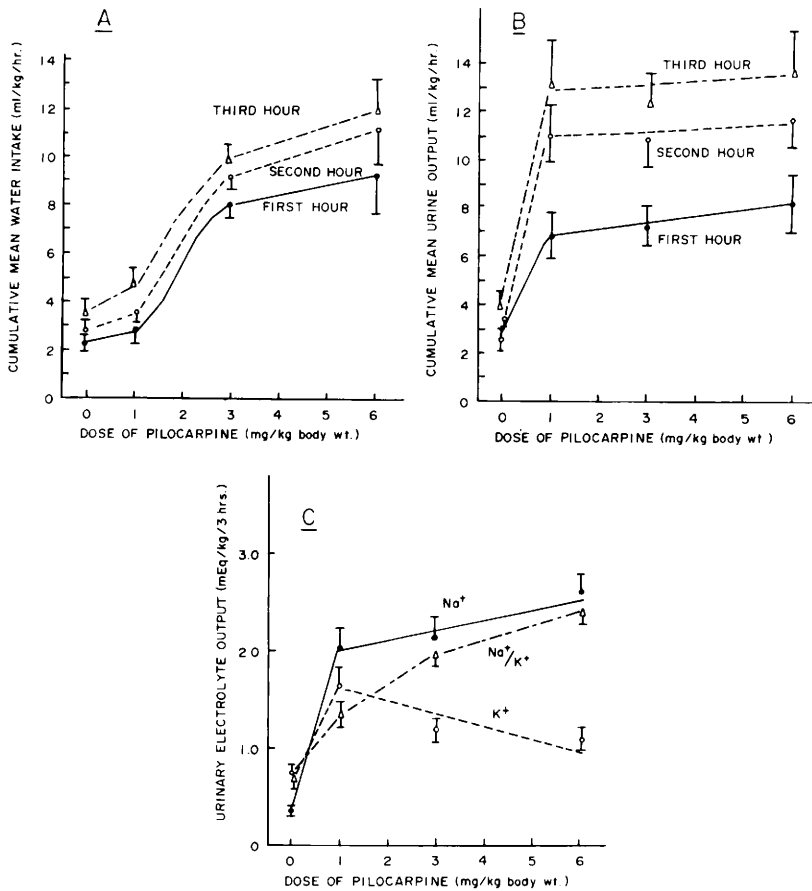 A
CUMULATIVE MEAN WATER INTAKE (ml/kg/hr.)
14
12
10
8
6
4
2
0
THIRD HOUR
SECOND HOUR
FIRST HOUR
0 1 2 3 4 5 6
DOSE OF PILOCARPINE (mg/kg body wt.)
B
CUMULATIVE MEAN URINE OUTPUT (ml/kg/hr.)
14
12
10
8
6
4
2
0
THIRD HOUR
SECOND HOUR
FIRST HOUR
0 1 2 3 4 5 6
DOSE OF PILOCARPINE (mg/kg body wt.)
C
URINARY ELECTROLYTE OUTPUT (mEq/kg/3 hrs.)
3.0
2.0
1.0
0
Na⁺
Na⁺/K⁺
K⁺
0 1 2 3 4 5 6
DOSE OF PILOCARPINE (mg/kg body wt.)